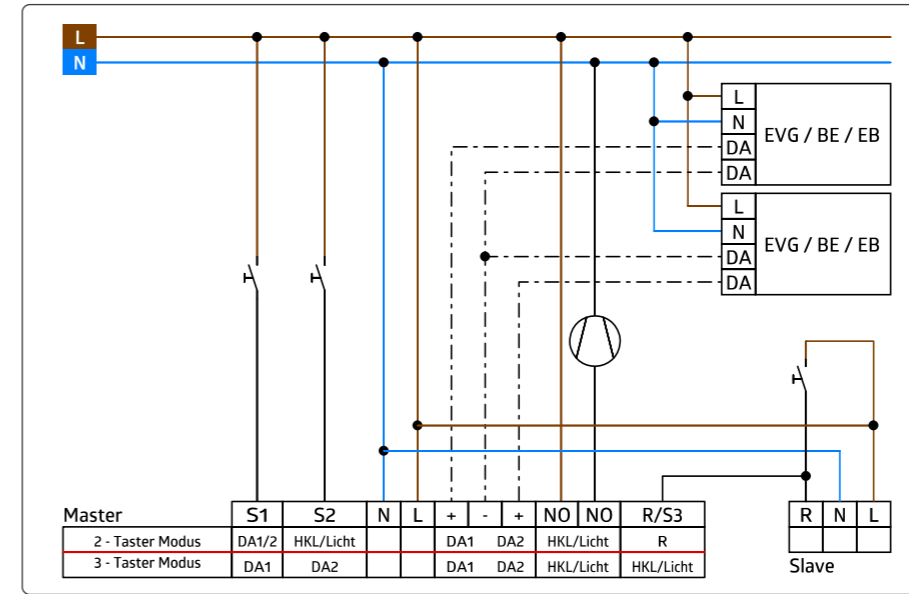 L
N
L
N
DA
DA
EVG / BE / EB
L
N
DA
DA
EVG / BE / EB
Master S1 S2 N L + - + NO NO R/S3
2 - Taster Modus DA1/2 HKL/Licht DA1 DA2 HKL/Licht R
3 - Taster Modus DA1 DA2 DA1 DA2 HKL/Licht HKL/Licht
R N L
Slave